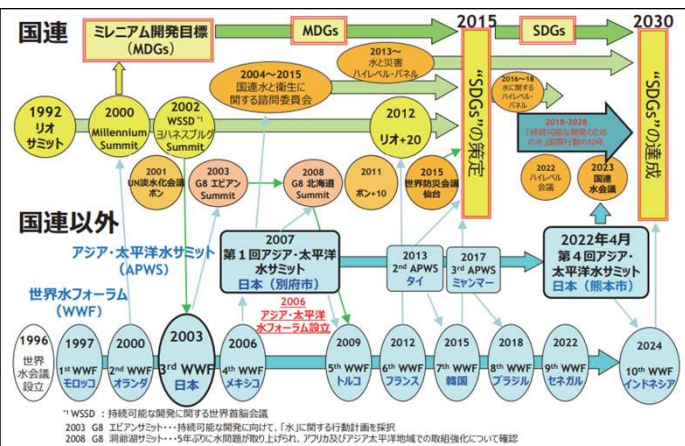 国連
ミレニアム開発目標
(MDGs)
MDGs
2015
SDGs
2030
2013～
水と災害
ハイレベル・パネル
2004～2015
国連水と衛生に
関する諮問委員会
2016～18
水に関する
ハイレベル・
パネル
1992
リオ
サミット
2000
Millennium
Summit
2002
WSSD*1
ヨハネスブルグ
Summit
2012
リオ+20
"SDGs"の策定
2018-2028
「持続可能な開発のため
の水」国際行動の10年
"SDGs"の達成
2001
UN淡水化会議
ボン
2003
G8 エビアン
Summit
2008
G8 北海道
Summit
2011
ボン+10
2015
世界防災会議
仙台
2022
ハイレベル
会議
2023
国連
水会議
国連以外
アジア・太平洋水サミット
(APWS)
2007
第1回アジア・太平洋
水サミット
日本（別府市）
2013
2nd APWS
タイ
2017
3rd APWS
ミャンマー
2022年4月
第4回アジア・
太平洋水サミット
日本（熊本市）
世界水フォーラム
(WWF)
2006
アジア・太平洋
水フォーラム設立
1996
世界
水会議
設立
1997
1st WWF
モロッコ
2000
2nd WWF
オランダ
2003
3rd WWF
日本
2006
4th WWF
メキシコ
2009
5th WWF
トルコ
2012
6th WWF
フランス
2015
7th WWF
韓国
2018
8th WWF
ブラジル
2022
9th WWF
セネガル
2024
10th WWF
インドネシア
*1 WSSD ：持続可能な開発に関する世界首脳会議
2003 G8 エビアンサミット・・・持続可能な開発に向けて、「水」に関する行動計画を採択
2008 G8 洞爺湖サミット・・・5年ぶりに水問題が取り上げられ、アフリカ及びアジア太平洋地域での取組強化について確認